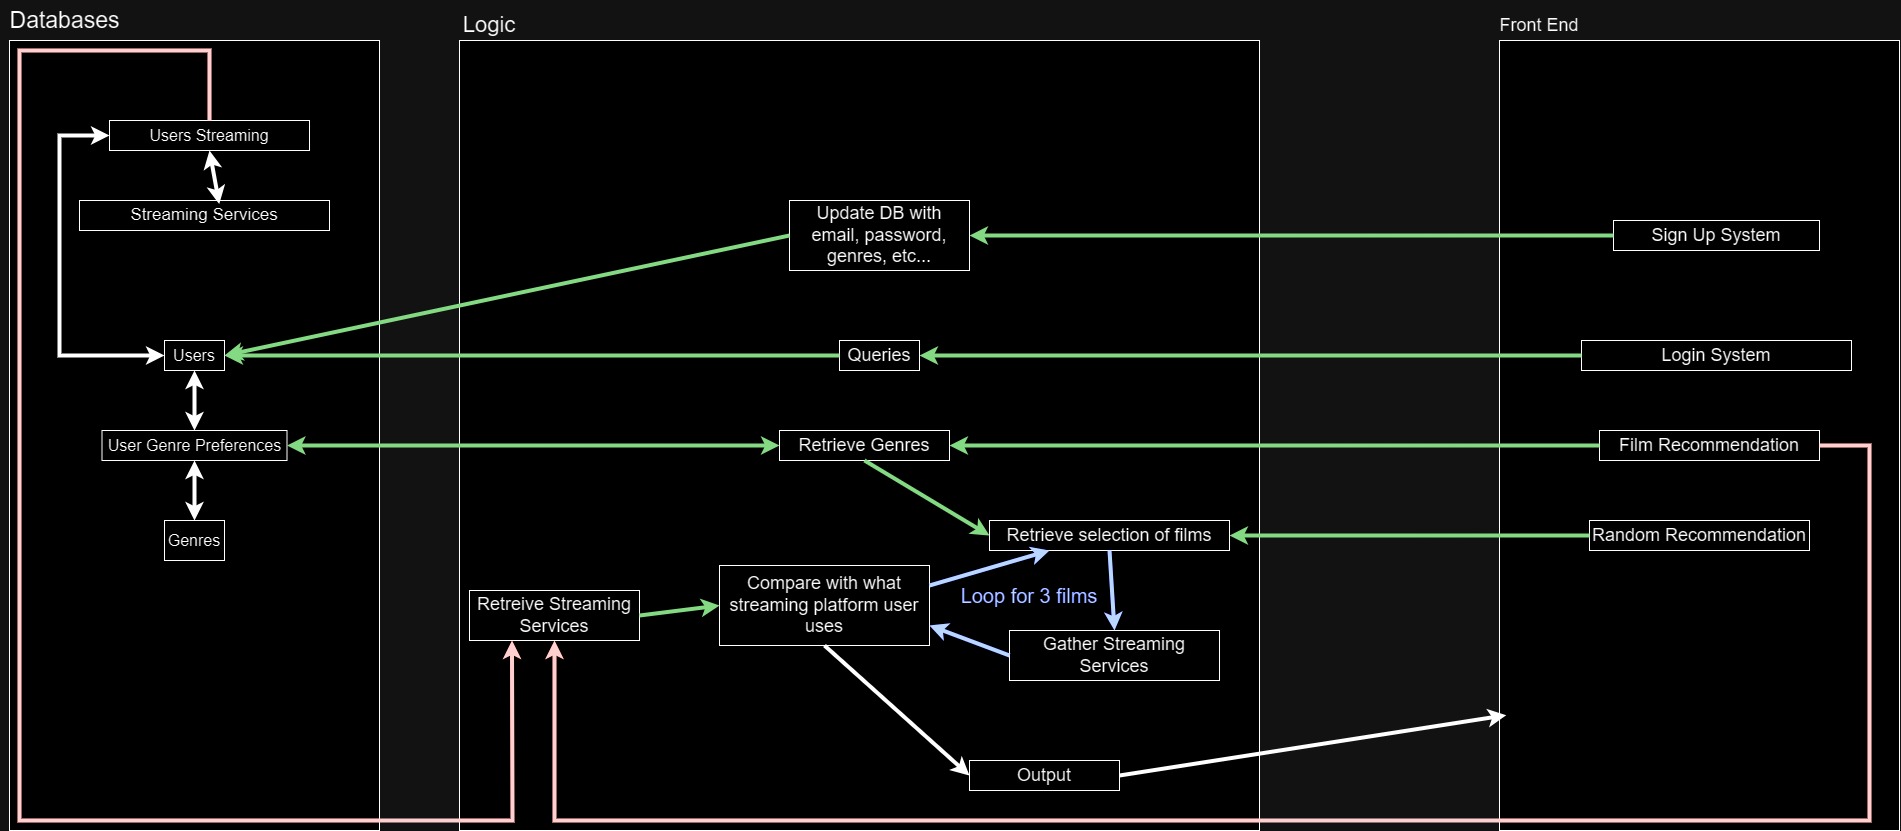 Databases
Logic
Front End
Users Streaming
Streaming Services
Update DB with
email, password,
genres, etc...
Sign Up System
Users
Queries
Login System
User Genre Preferences
Retrieve Genres
Film Recommendation
Genres
Retrieve selection of films
Random Recommendation
Retreive Streaming
Services
Compare with what
streaming platform user
uses
Loop for 3 films
Gather Streaming
Services
Output